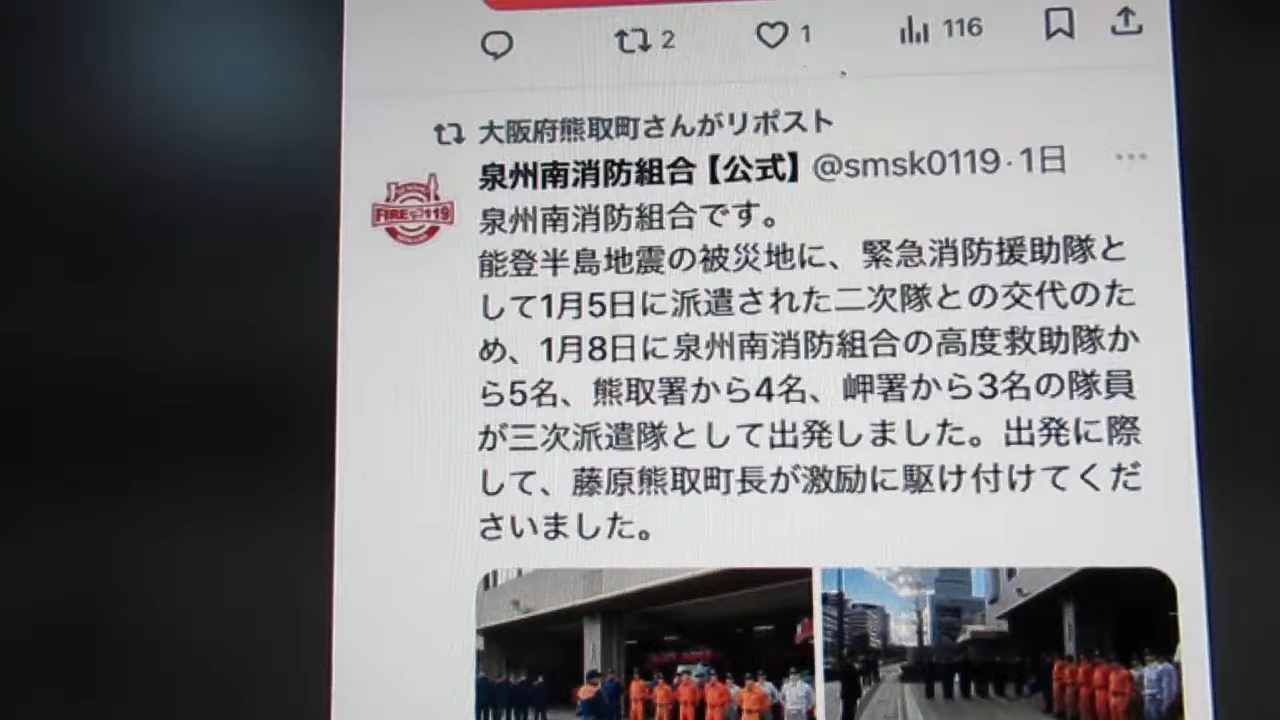 2 1 116
大阪府熊取町さんがリポスト
泉州南消防組合【公式】@smsk0119·1日
FIRE 119
泉州南消防組合です。
能登半島地震の被災地に、緊急消防援助隊と
して1月5日に派遣された二次隊との交代のた
め、1月8日に泉州南消防組合の高度救助隊か
ら5名、熊取署から4名、岬署から3名の隊員
が三次派遣隊として出発しました。出発に際
して、藤原熊取町長が激励に駆け付けてくだ
さいました。